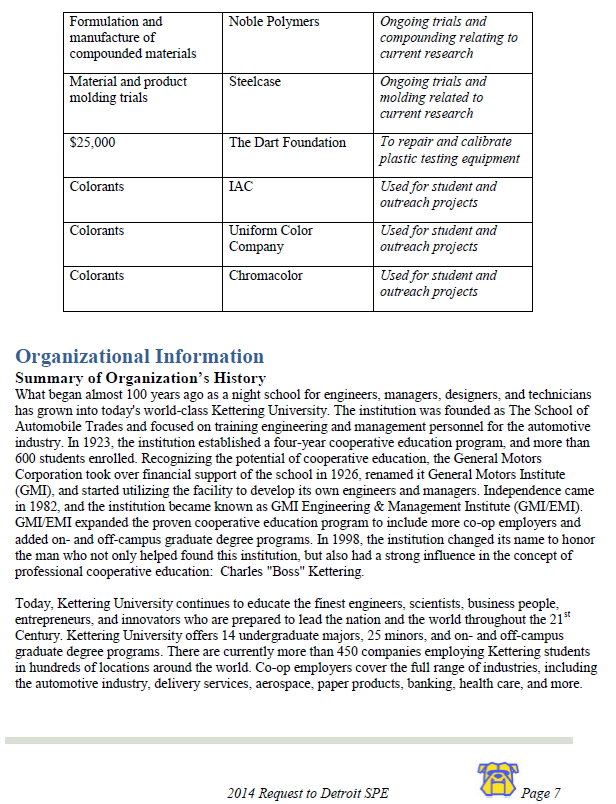 Formulation and
manufacture of
compounded materials
Noble Polymers
Ongoing trials and
compounding relating to
current research
Material and product
molding trials
Steelcase
Ongoing trials and
molding related to
current research
$25,000
The Dart Foundation
To repair and calibrate
plastic testing equipment
Colorants
IAC
Used for student and
outreach projects
Colorants
Uniform Color
Company
Used for student and
outreach projects
Colorants
Chromacolor
Used for student and
outreach projects
Organizational Information
Summary of Organization's History
What began almost 100 years ago as a night school for engineers, managers, designers, and technicians
has grown into today's world-class Kettering University. The institution was founded as The School of
Automobile Trades and focused on training engineering and management personnel for the automotive
industry. In 1923, the institution established a four-year cooperative education program, and more than
600 students enrolled. Recognizing the potential of cooperative education, the General Motors
Corporation took over financial support of the school in 1926, renamed it General Motors Institute
(GMI), and started utilizing the facility to develop its own engineers and managers. Independence came
in 1982, and the institution became known as GMI Engineering & Management Institute (GMI/EMI).
GMI/EMI expanded the proven cooperative education program to include more co-op employers and
added on- and off-campus graduate degree programs. In 1998, the institution changed its name to honor
the man who not only helped found this institution, but also had a strong influence in the concept of
professional cooperative education: Charles "Boss" Kettering.
Today, Kettering University continues to educate the finest engineers, scientists, business people,
entrepreneurs, and innovators who are prepared to lead the nation and the world throughout the 21st
Century. Kettering University offers 14 undergraduate majors, 25 minors, and on- and off-campus
graduate degree programs. There are currently more than 450 companies employing Kettering students
in hundreds of locations around the world. Co-op employers cover the full range of industries, including
the automotive industry, delivery services, aerospace, paper products, banking, health care, and more.
2014 Request to Detroit SPE
Page 7